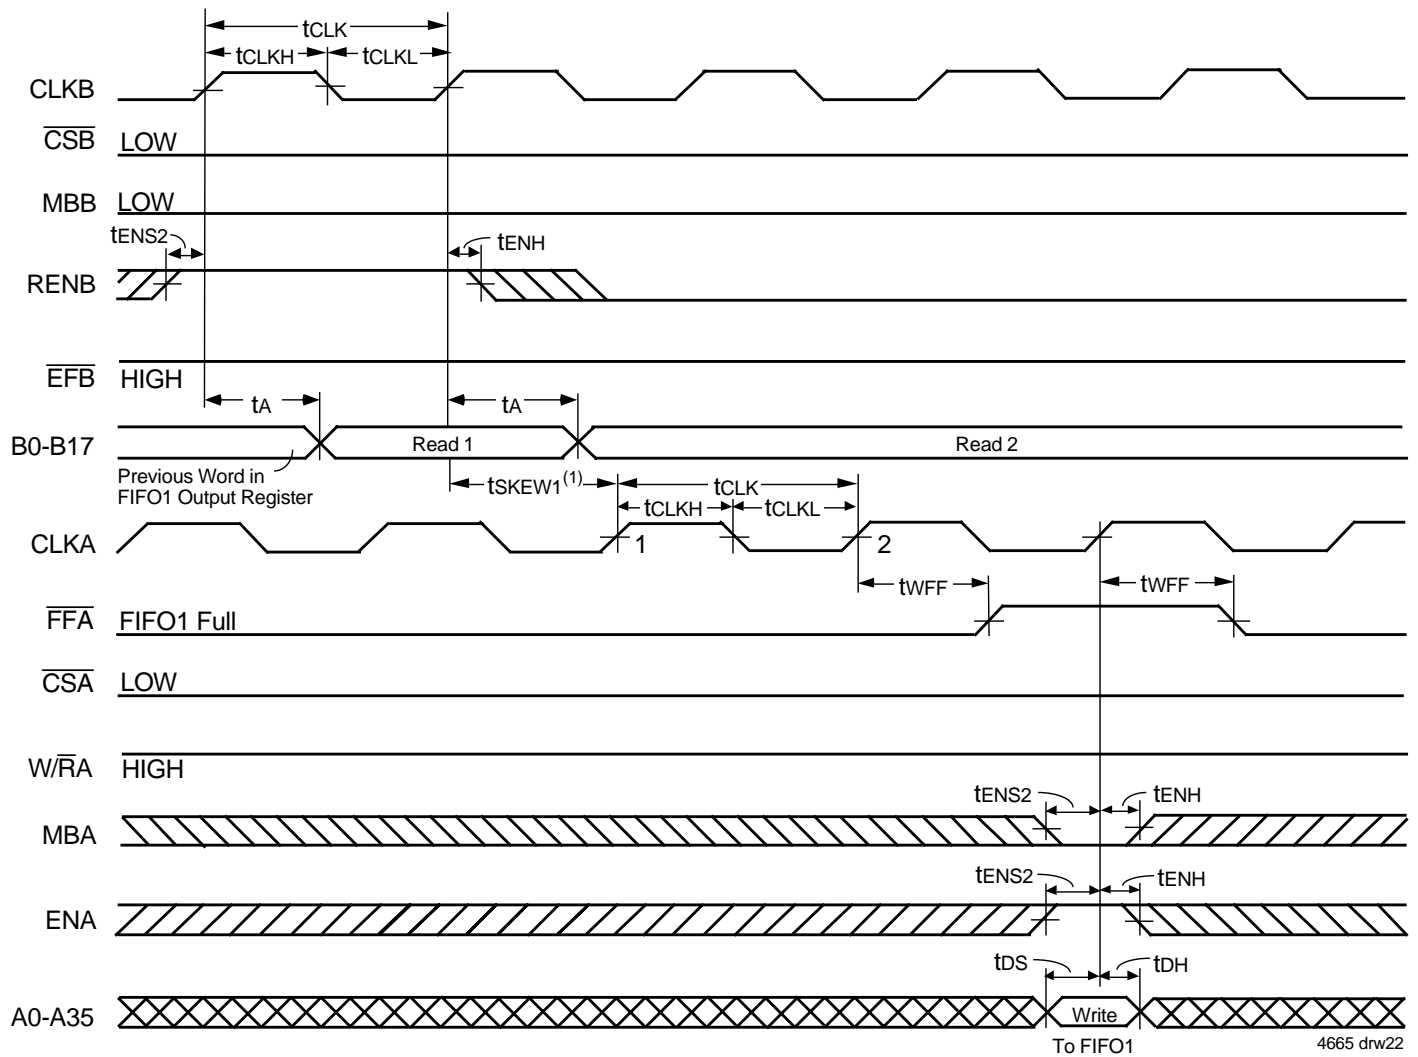 tCLK
tCLKH tCLKL
CLKB
CSB LOW
MBB LOW
tENS2 tENH
RENB
EFB HIGH
tA tA
B0-B17 Read 1 Read 2
Previous Word in
FIFO1 Output Register
tSKEW1(1) tCLK
tCLKH tCLKL
CLKA 1 2
tWFF tWFF
FFA FIFO1 Full
CSA LOW
W/RA HIGH
tENS2 tENH
MBA
tENS2 tENH
ENA
tDS tDH
A0-A35 Write
To FIFO1 4665 drw22